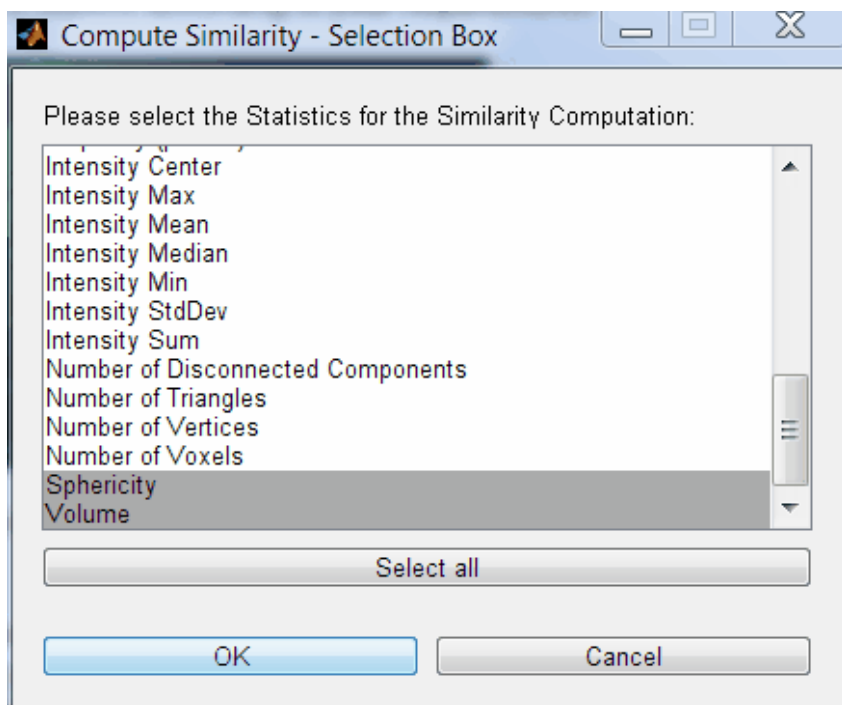 Compute Similarity - Selection Box
Please select the Statistics for the Similarity Computation:
Intensity Center
Intensity Max
Intensity Mean
Intensity Median
Intensity Min
Intensity StdDev
Intensity Sum
Number of Disconnected Components
Number of Triangles
Number of Vertices
Number of Voxels
Sphericity
Volume
Select all
OK Cancel